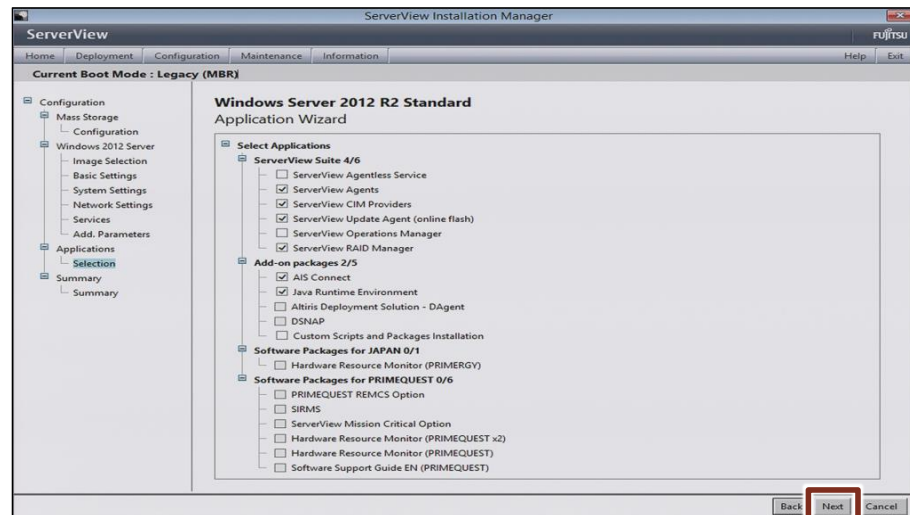 ServerView Installation Manager
ServerView
FUJITSU
Home Deployment Configuration Maintenance Information Help Exit
Current Boot Mode : Legacy (MBR)
Configuration
Mass Storage
Configuration
Windows 2012 Server
Image Selection
Basic Settings
System Settings
Network Settings
Services
Add. Parameters
Applications
Selection
Summary
Summary
Windows Server 2012 R2 Standard
Application Wizard
Select Applications
ServerView Suite 4/6
ServerView Agentless Service
ServerView Agents
ServerView CIM Providers
ServerView Update Agent (online flash)
ServerView Operations Manager
ServerView RAID Manager
Add-on packages 2/5
AIS Connect
Java Runtime Environment
Altiris Deployment Solution - DAgent
DSNAP
Custom Scripts and Packages Installation
Software Packages for JAPAN 0/1
Hardware Resource Monitor (PRIMERGY)
Software Packages for PRIMEQUEST 0/6
PRIMEQUEST REMCS Option
SIRMS
ServerView Mission Critical Option
Hardware Resource Monitor (PRIMEQUEST x2)
Hardware Resource Monitor (PRIMEQUEST)
Software Support Guide EN (PRIMEQUEST)
Back Next Cancel